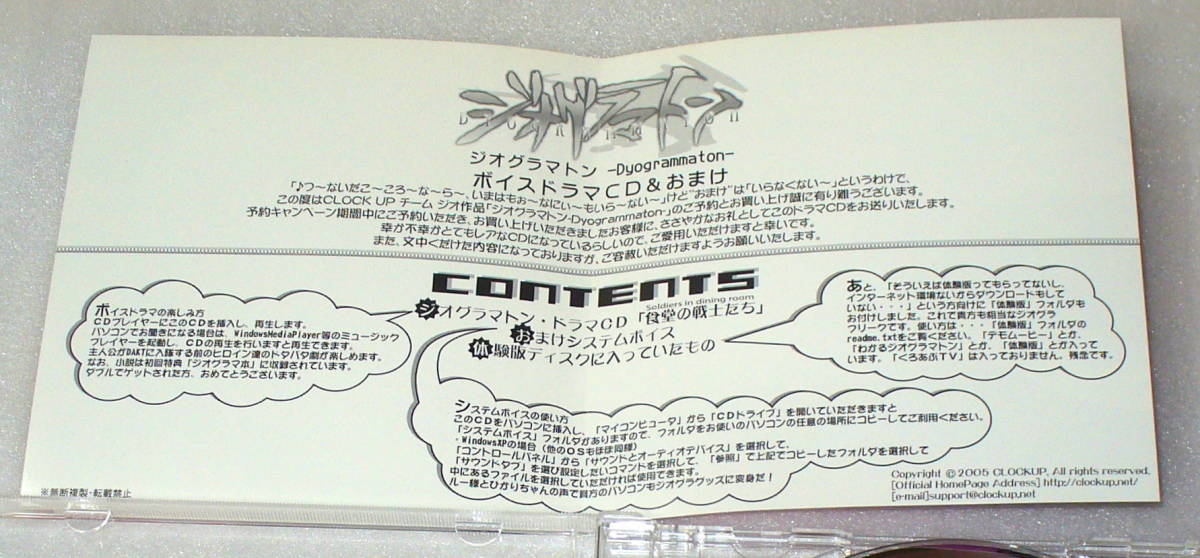 ジオグラマトン
DYOGRAMMATON
ジオグラマトン -Dyogrammaton-
ボイスドラマCD&おまけ
「♪つ～ないだこ～ころ～な～ら～、いまはもぉ～なにい～もいら～ない～」けど"おまけ"は「いらなくない～」というわけで、
この度はCLOCK UP チーム ジオ作品「ジオグラマトン-Dyogrammaton-」のご予約とお買い上げ誠に有り難うございます。
予約キャンペーン期間中にご予約いただき、お買い上げいただきましたお客様に、ささやかなお礼としてこのドラマCDをお送りいたします。
幸か不幸かとてもレアなCDになっているらしいので、ご愛用いただけますと幸いです。
また、文中くだけた内容になっておりますが、ご容赦いただけますようお願いいたします。
CONTENTS
Soldiers in dining room
ジオグラマトン・ドラマCD「食堂の戦士たち」
おまけシステムボイス
体験版ディスクに入っていたもの
ボイスドラマの楽しみ方
CDプレイヤーにこのCDを挿入し、再生します。
パソコンでお聞きになる場合は、WindowsMediaPlayer等のミュージック
プレイヤーを起動し、CDの再生を行いますと再生できます。
主人公がDAKTに入隊する前のヒロイン達のドタバタ劇が楽しめます。
なお、小説は初回特典「ジオグラマ本」に収録されています。
ダブルでゲットされた方、おめでとうございます。
あと、「そういえば体験版ってもらってないし、
インターネット環境ないからダウンロードもして
いない・・・」という方向けに「体験版」フォルダも
お付けしました。これで貴方も相当なジオグラ
フリークです。使い方は・・・「体験版」フォルダの
readme.txtをご覧ください。「デモムービー」とか、
「わかるジオグラマトン」とか、「体験版」とか入って
います。「くろあぷTV」は入っておりません。残念です。
システムボイスの使い方
このCDをパソコンに挿入し、「マイコンピュータ」から「CDドライブ」を開いていただきますと
「システムボイス」フォルダがありますので、フォルダをお使いのパソコンの任意の場所にコピーしてご利用ください。
・WindowsXPの場合(他のOSもほぼ同様)
「コントロールパネル」から「サウンドとオーディオデバイス」を選択して、
「サウンドタブ」を選び設定したいコマンドを選択して、「参照」で上記でコピーしたフォルダを選択して
中にあるファイルを選択していただければ使用できます。
ルー様とひかりちゃんの声で貴方のパソコンもジオグラグッズに変身だ!
※無断複製・転載禁止
Copyright © 2005 CLOCKUP, All rights reserved.
[Official HomePage Address] http://clockup.net/
[e-mail]support@clockup.net